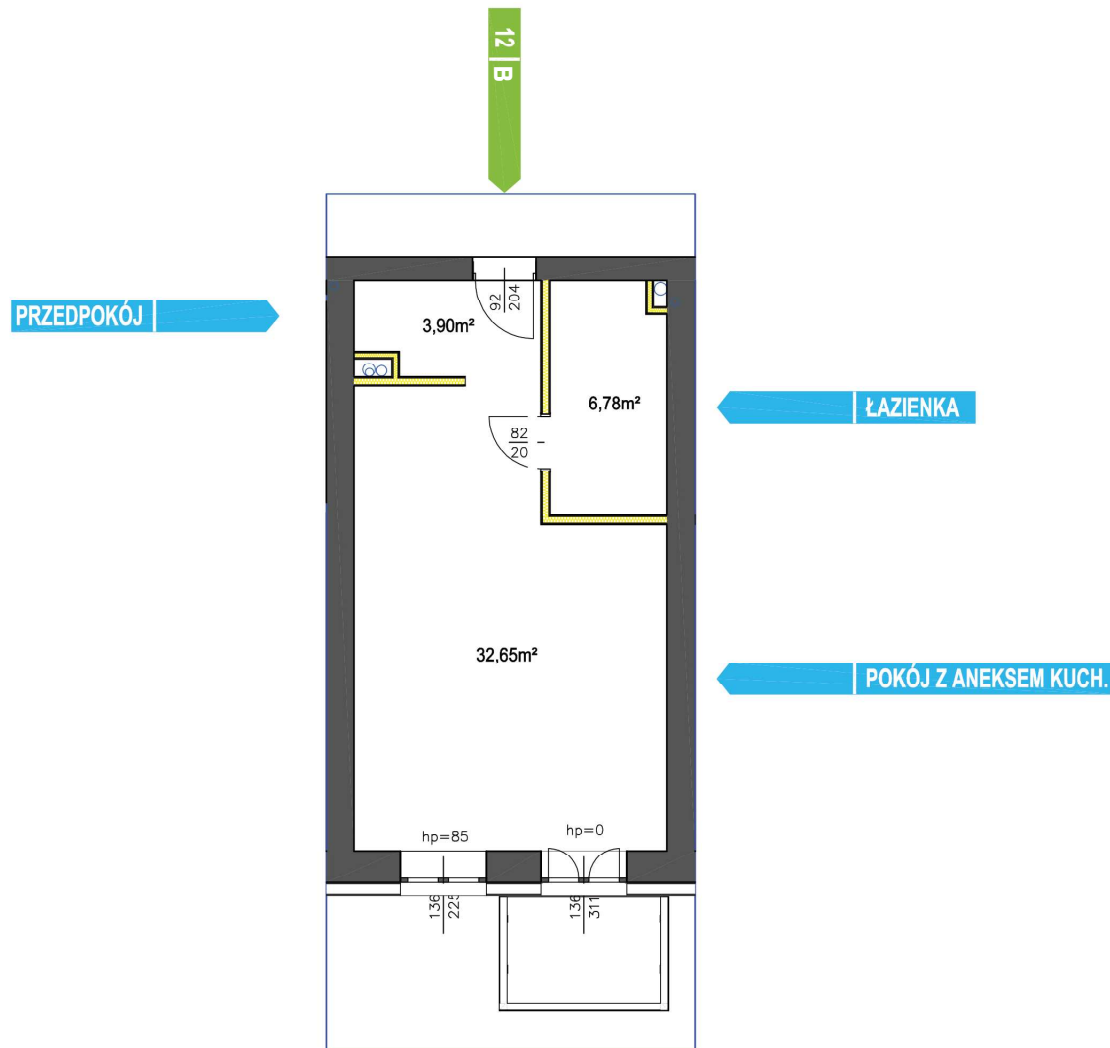 12 | B
PRZEDPOKÓJ
92
204
3,90m²
6,78m²
ŁAZIENKA
82
20
32,65m²
POKÓJ Z ANEKSEM KUCH.
hp=85
hp=0
136
225
136
311